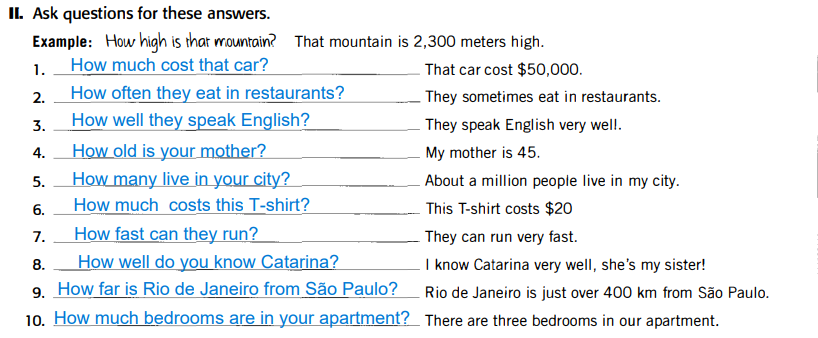 II. Ask questions for these answers.
Example: How high is that mountain? That mountain is 2,300 meters high.
1. How much cost that car? That car cost $50,000.
2. How often they eat in restaurants? They sometimes eat in restaurants.
3. How well they speak English? They speak English very well.
4. How old is your mother? My mother is 45.
5. How many live in your city? About a million people live in my city.
6. How much costs this T-shirt? This T-shirt costs $20
7. How fast can they run? They can run very fast.
8. How well do you know Catarina? I know Catarina very well, she's my sister!
9. How far is Rio de Janeiro from São Paulo? Rio de Janeiro is just over 400 km from São Paulo.
10. How much bedrooms are in your apartment? There are three bedrooms in our apartment.